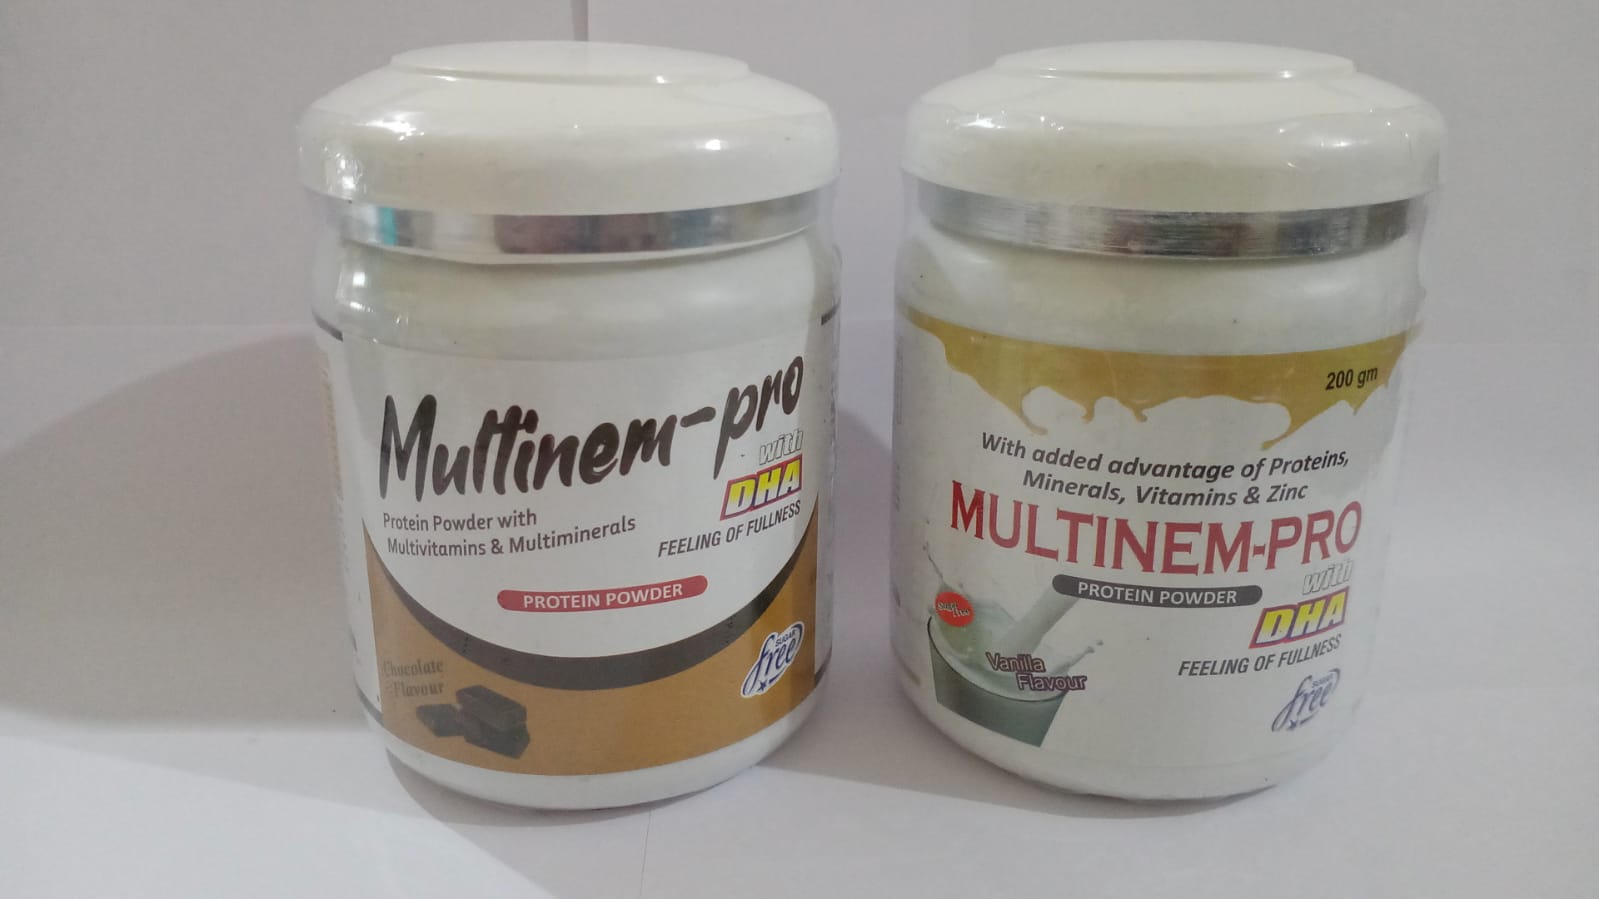 Multinem-pro
with
DHA
Protein Powder with
Multivitamins & Multiminerals
FEELING OF FULLNESS
PROTEIN POWDER
SUGAR
free
Chocolate
Flavour
200 gm
With added advantage of Proteins,
Minerals, Vitamins & Zinc
MULTINEM-PRO
with
PROTEIN POWDER
DHA
FEELING OF FULLNESS
Vanilla
Flavour
SUGAR
free